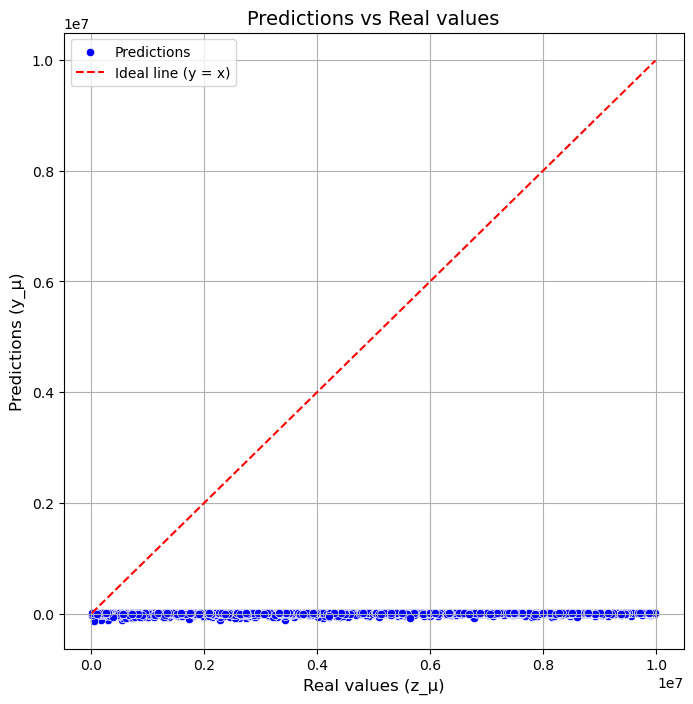 Predictions vs Real values
1e7
Predictions
Ideal line (y = x)
1.0
0.8
0.6
0.4
0.2
0.0
Predictions (y_μ)
0.0 0.2 0.4 0.6 0.8 1.0
1e7
Real values (z_μ)